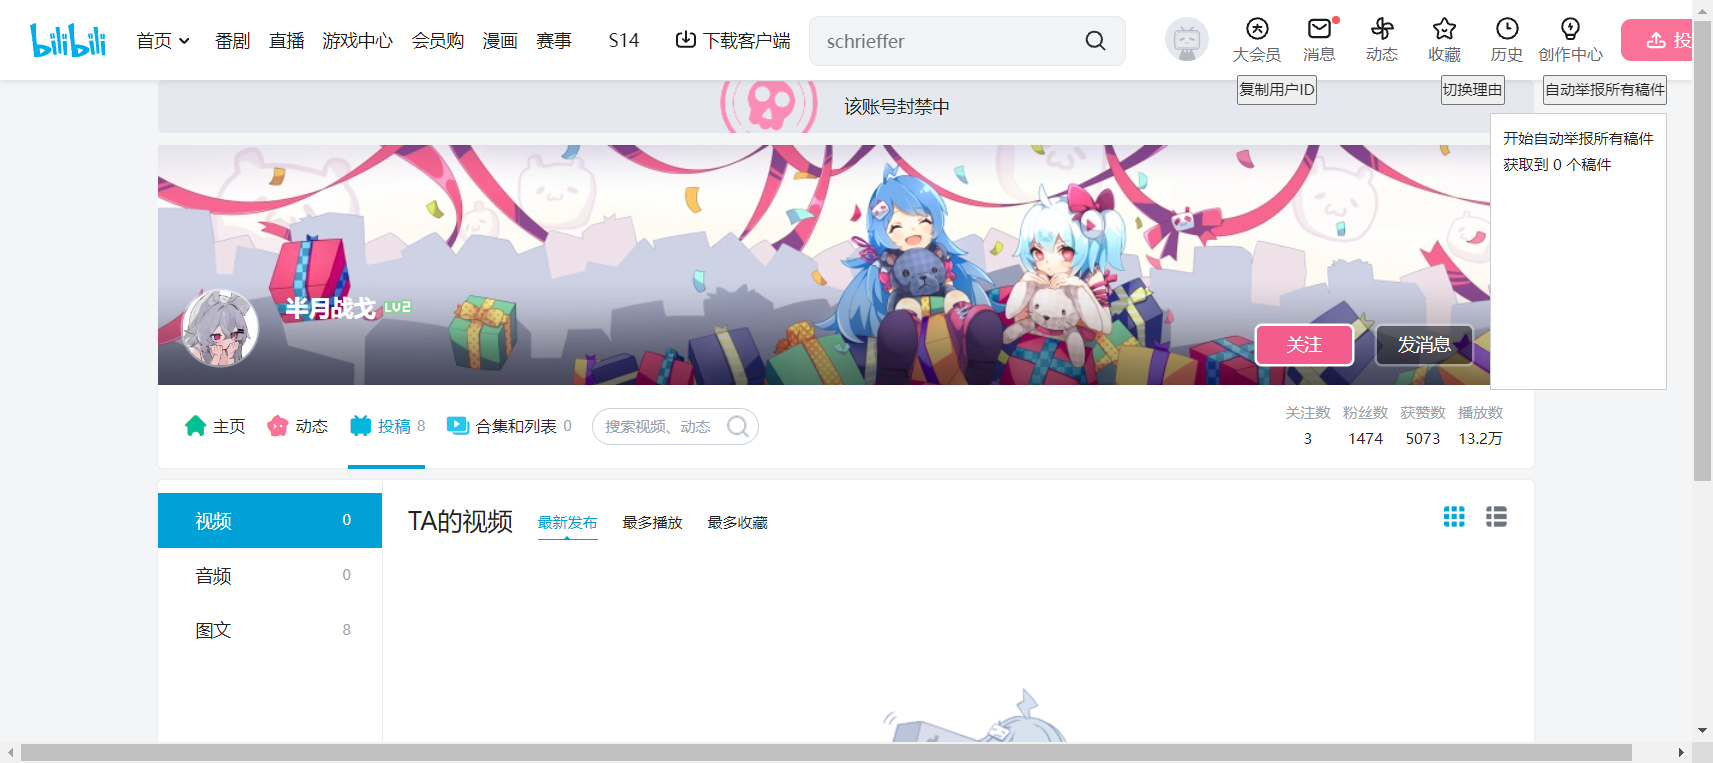 bilibili 首页 番剧 直播 游戏中心 会员购 漫画 赛事 S14 下载客户端 schrieffer 大会员 消息 动态 收藏 历史 创作中心 投
复制用户ID 切换理由 自动举报所有稿件
该账号封禁中
开始自动举报所有稿件
获取到 0 个稿件
半月战戈 LV2
关注 发消息
主页 动态 投稿 8 合集和列表 0 搜索视频、动态
关注数 粉丝数 获赞数 播放数
3 1474 5073 13.2万
视频 0
音频 0
图文 8
TA的视频 最新发布 最多播放 最多收藏